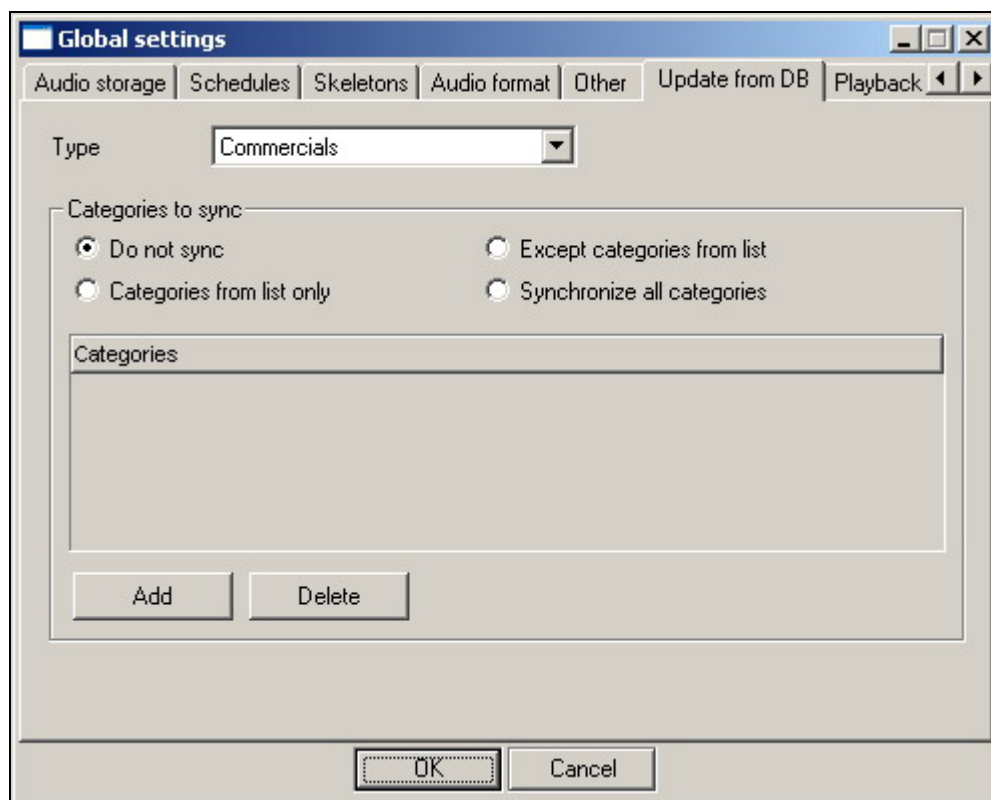 Global settings
Audio storage Schedules Skeletons Audio format Other Update from DB Playback
Type Commercials
Categories to sync
Do not sync Except categories from list
Categories from list only Synchronize all categories
Categories
Add Delete
OK Cancel